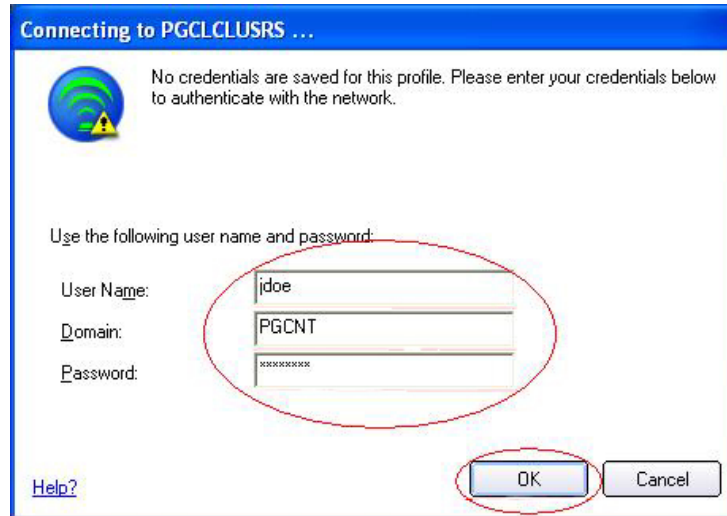 Connecting to PGCLCLUSRS ...
No credentials are saved for this profile. Please enter your credentials below
to authenticate with the network.
Use the following user name and password:
User Name:
jdoe
Domain:
PGCNT
Password:
********
Help?
OK
Cancel